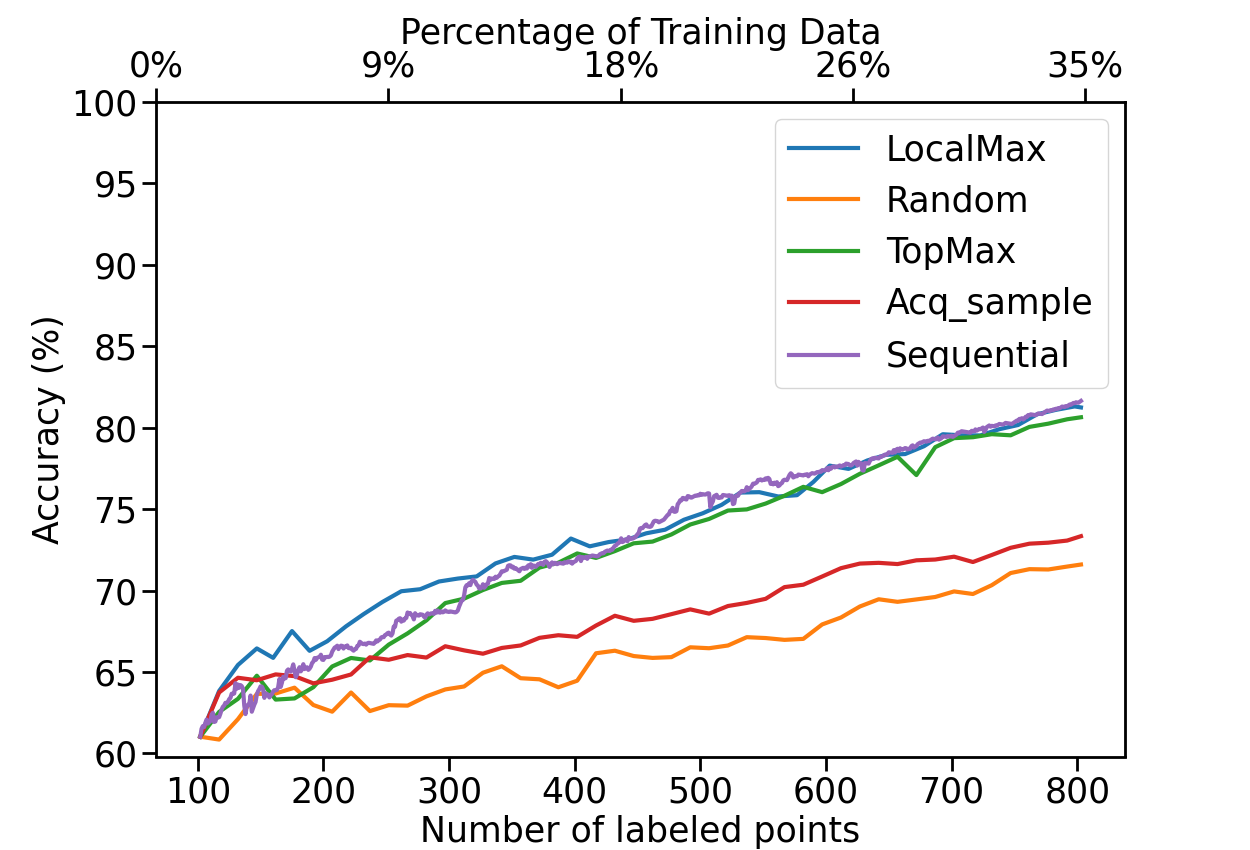 Percentage of Training Data
0% 9% 18% 26% 35%
100
95
90
85
80
75
70
65
60
Accuracy (%)
LocalMax
Random
TopMax
Acq_sample
Sequential
100 200 300 400 500 600 700 800
Number of labeled points